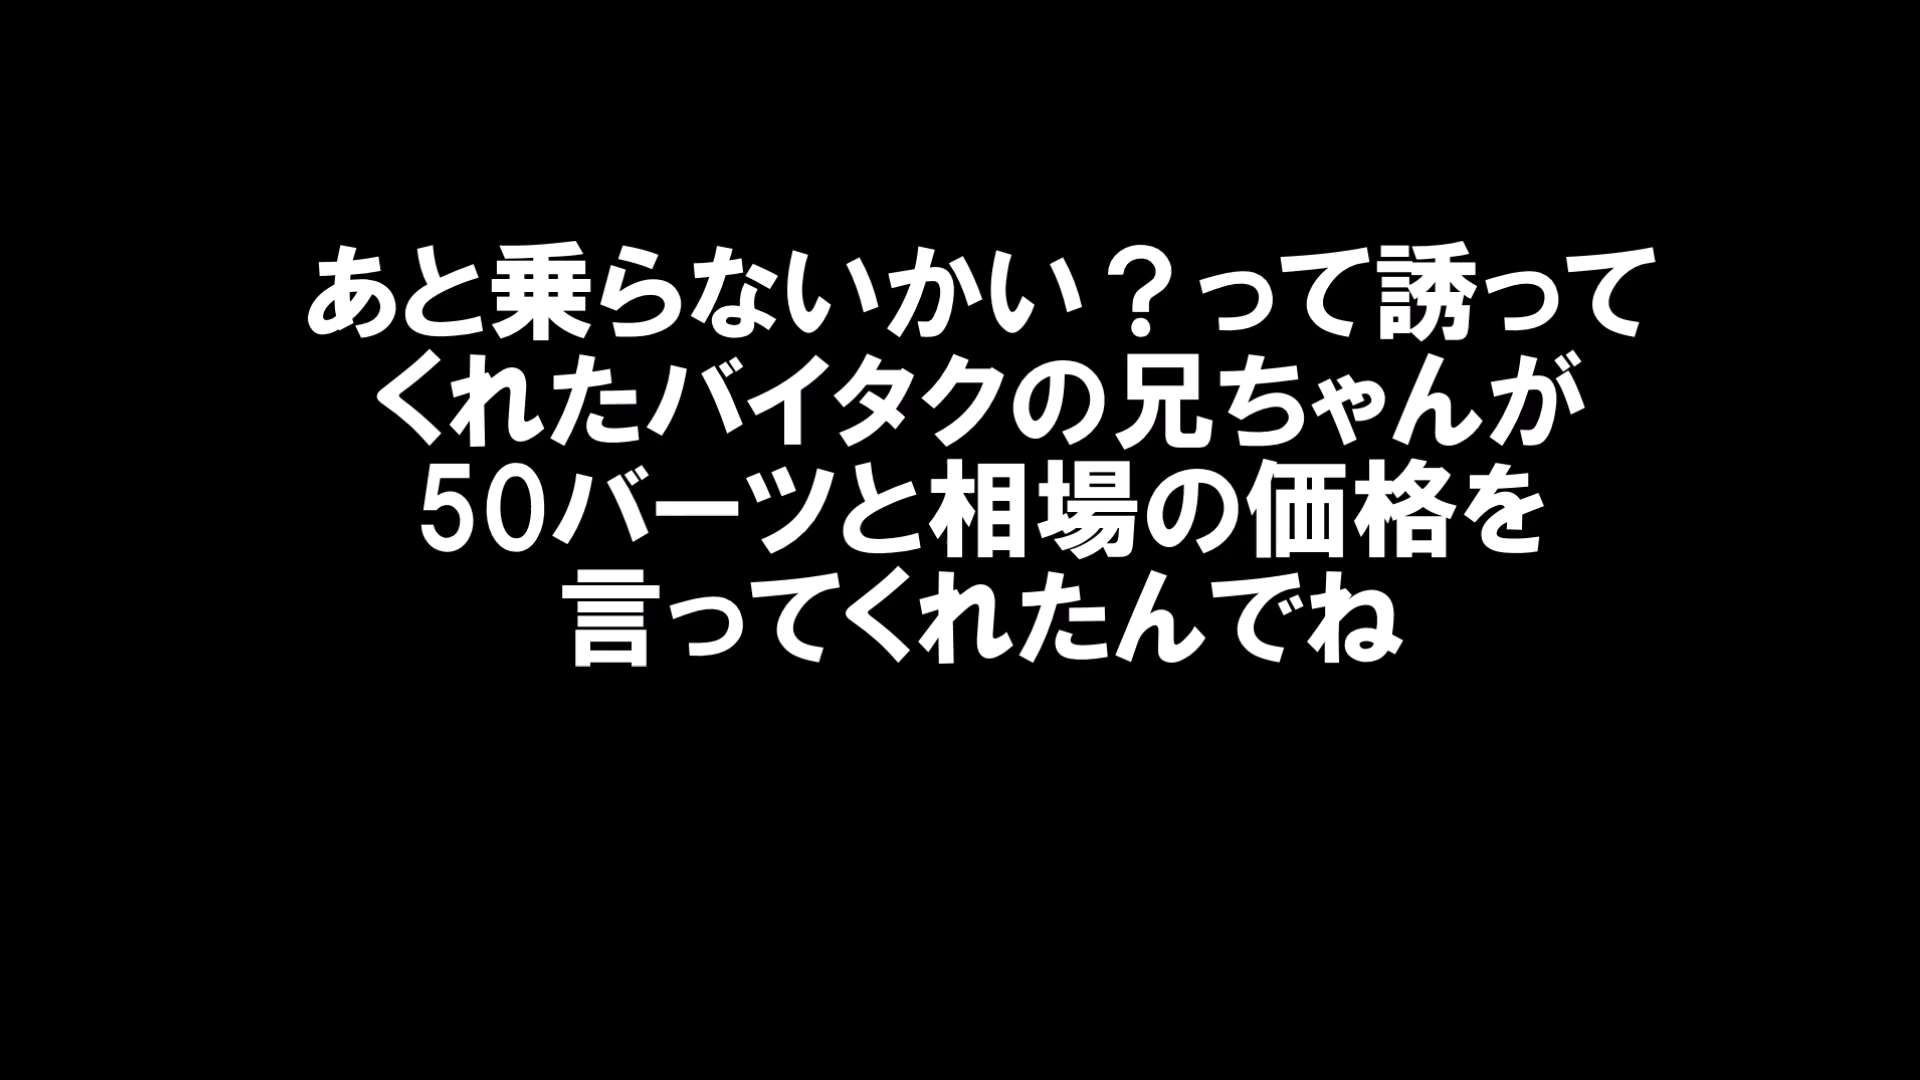 あと乗らないかい？って誘って
くれたバイタクの兄ちゃんが
50バーツと相場の価格を
言ってくれたんでね